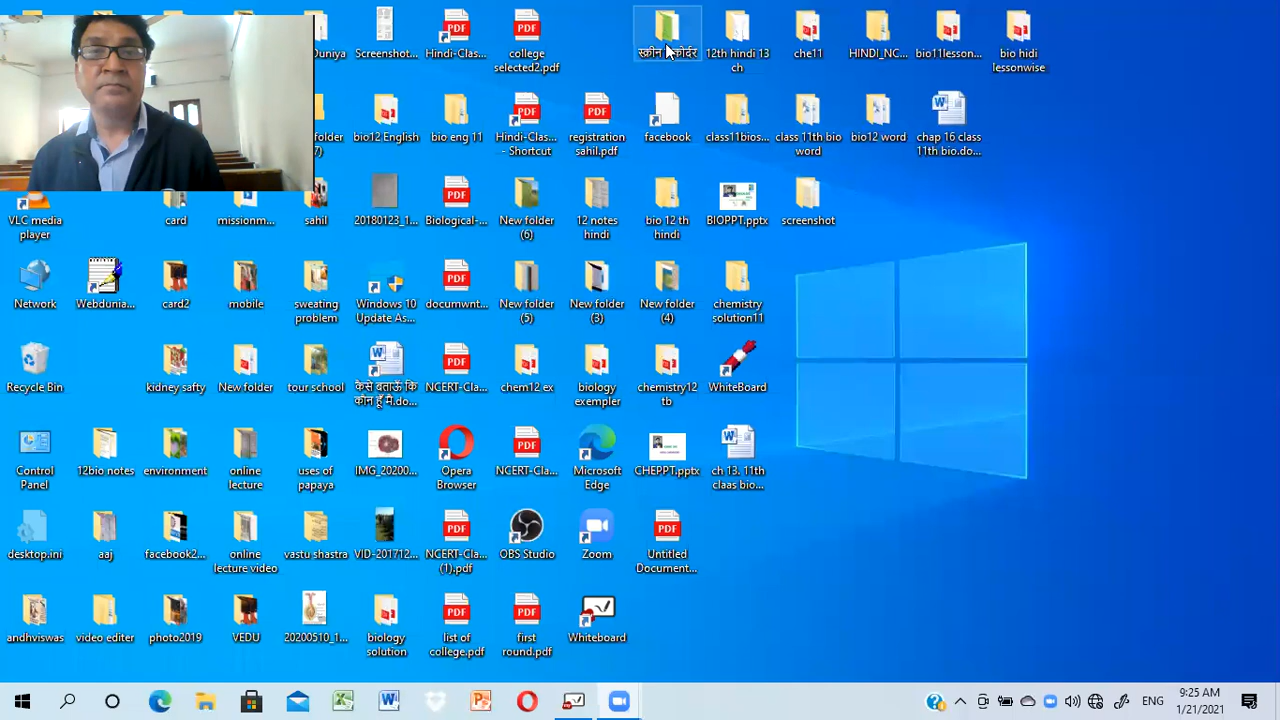 Duniya
Screenshot...
Hindi-Clas...
college
selected2.pdf
12th hindi 13
ch
che11
HINDI_NC...
bio11lesson...
bio hidi
lessonwise
folder
7)
bio12 English
bio eng 11
Hindi-Clas...
- Shortcut
registration
sahil.pdf
facebook
class11bios...
class 11th bio
word
bio12 word
chap 16 class
11th bio.do...
VLC media
player
card
missionm...
sahil
20180123_1...
Biological-...
New folder
(6)
12 notes
hindi
bio 12 th
hindi
BIOPPT.pptx
screenshot
Network
Webdunia...
card2
mobile
sweating
problem
Windows 10
Update As...
documwnt...
New folder
(5)
New folder
(3)
New folder
(4)
chemistry
solution11
Recycle Bin
kidney safty
New folder
tour school
कैसे बताऊँ कि
कौन हूँ मैं.do...
NCERT-Cla...
chem12 ex
biology
exempler
chemistry12
tb
WhiteBoard
Control
Panel
12bio notes
environment
online
lecture
uses of
papaya
IMG_20200...
Opera
Browser
NCERT-Cla...
Microsoft
Edge
CHEPPT.pptx
ch 13. 11th
claas bio...
desktop.ini
aaj
facebook2...
online
lecture video
vastu shastra
VID-201712...
NCERT-Cla...
(1).pdf
OBS Studio
Zoom
Untitled
Document...
andhviswas
video editer
photo2019
VEDU
20200510_1...
biology
solution
list of
college.pdf
first
round.pdf
Whiteboard
ENG
9:25 AM
1/21/2021